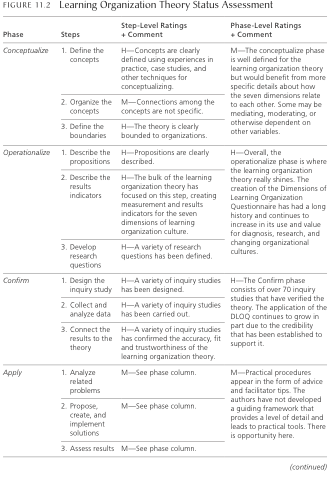 FIGURE 11.2 Learning Organization Theory Status Assessment
Phase
Steps
Step-Level Ratings
+ Comment
Phase-Level Ratings
+ Comment
Conceptualize
1. Define the
concepts
H—Concepts are clearly
defined using experiences in
practice, case studies, and
other techniques for
conceptualizing.
M—The conceptualize phase
is well defined for the
learning organization theory
but would benefit from more
specific details about how
the seven dimensions relate
to each other. Some may be
mediating, moderating, or
otherwise dependent on
other variables.
2. Organize the
concepts
M—Connections among the
concepts are not specific.
3. Define the
boundaries
H—The theory is clearly
bounded to organizations.
Operationalize
1. Describe the
propositions
H—Propositions are clearly
described.
H—Overall, the
operationalize phase is where
the learning organization
theory really shines. The
creation of the Dimensions of
Learning Organization
Questionnaire has had a long
history and continues to
increase in its use and value
for diagnosis, research, and
changing organizational
cultures.
2. Describe the
results
indicators
H—The bulk of the learning
organization theory has
focused on this step, creating
measurement and results
indicators for the seven
dimensions of learning
organization culture.
3. Develop
research
questions
H—A variety of research
questions has been defined.
Confirm
1. Design the
inquiry study
H—A variety of inquiry studies
has been designed.
H—The Confirm phase
consists of over 70 inquiry
studies that have verified the
theory. The application of the
DLOQ continues to grow in
part due to the credibility
that has been established to
support it.
2. Collect and
analyze data
H—A variety of inquiry studies
has been carried out.
3. Connect the
results to the
theory
H—A variety of inquiry studies
has confirmed the accuracy, fit
and trustworthiness of the
learning organization theory.
Apply
1. Analyze
related
problems
M—See phase column.
M—Practical procedures
appear in the form of advice
and facilitator tips. The
authors have not developed
a guiding framework that
provides a level of detail and
leads to practical tools. There
is opportunity here.
2. Propose,
create, and
implement
solutions
M—See phase column.
3. Assess results
M—See phase column.
(continued)